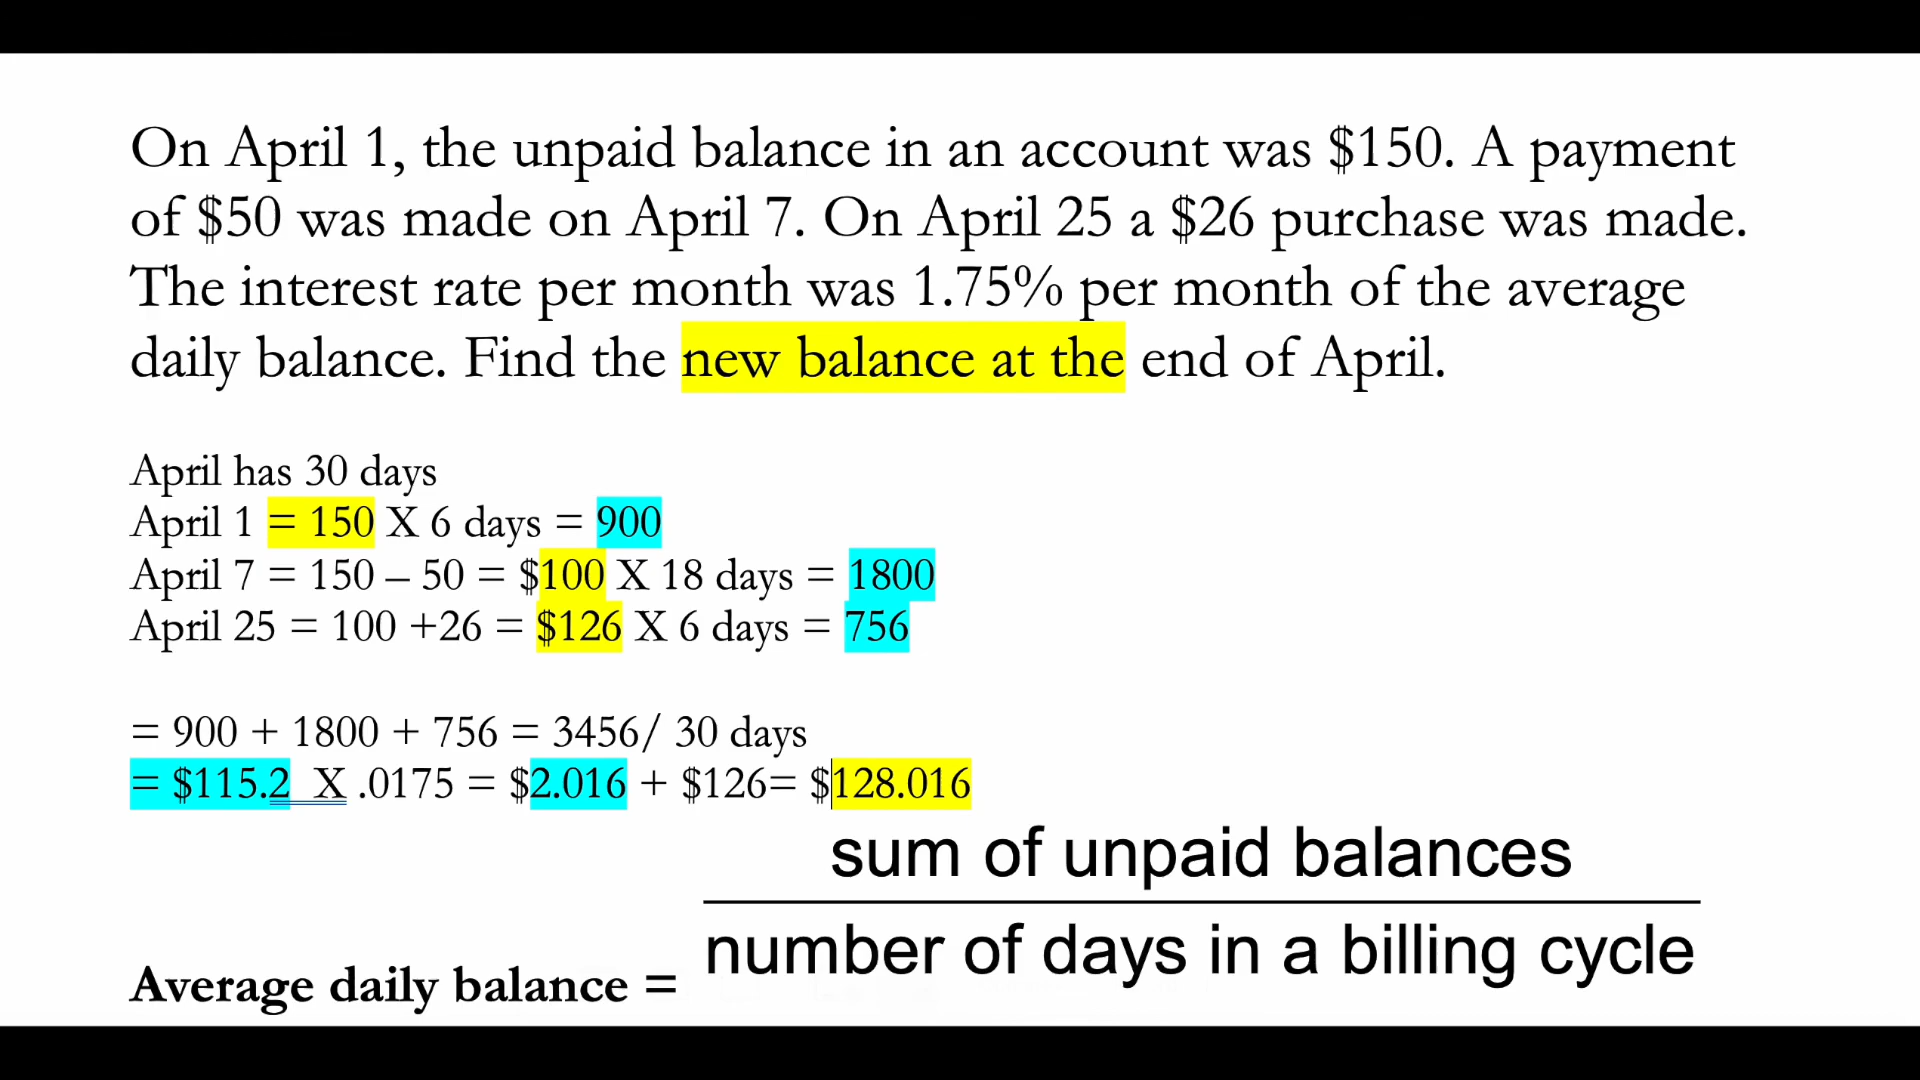 On April 1, the unpaid balance in an account was $150. A payment
of $50 was made on April 7. On April 25 a $26 purchase was made.
The interest rate per month was 1.75% per month of the average
daily balance. Find the new balance at the end of April.
April has 30 days
April 1 = 150 X 6 days = 900
April 7 = 150 – 50 = $100 X 18 days = 1800
April 25 = 100 +26 = $126 X 6 days = 756
= 900 + 1800 + 756 = 3456/ 30 days
= $115.2 X .0175 = $2.016 + $126= $128.016
sum of unpaid balances
number of days in a billing cycle
Average daily balance =